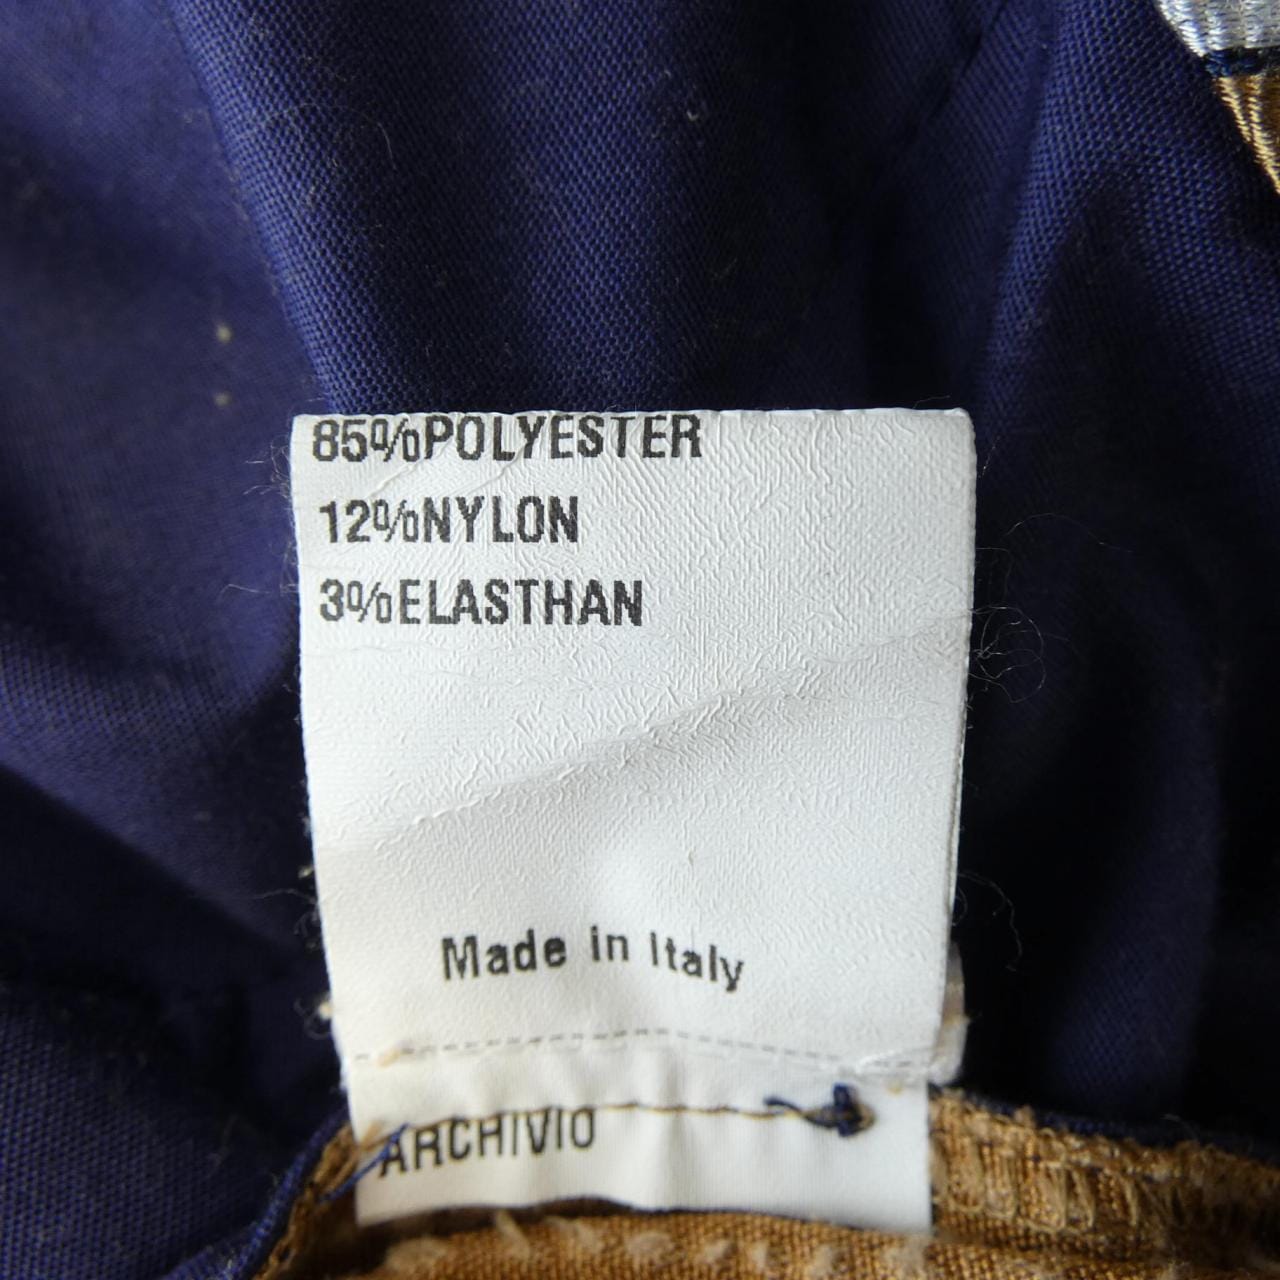 85%POLYESTER
12%NYLON
3%ELASTHAN
Made in Italy
ARCHIVIO